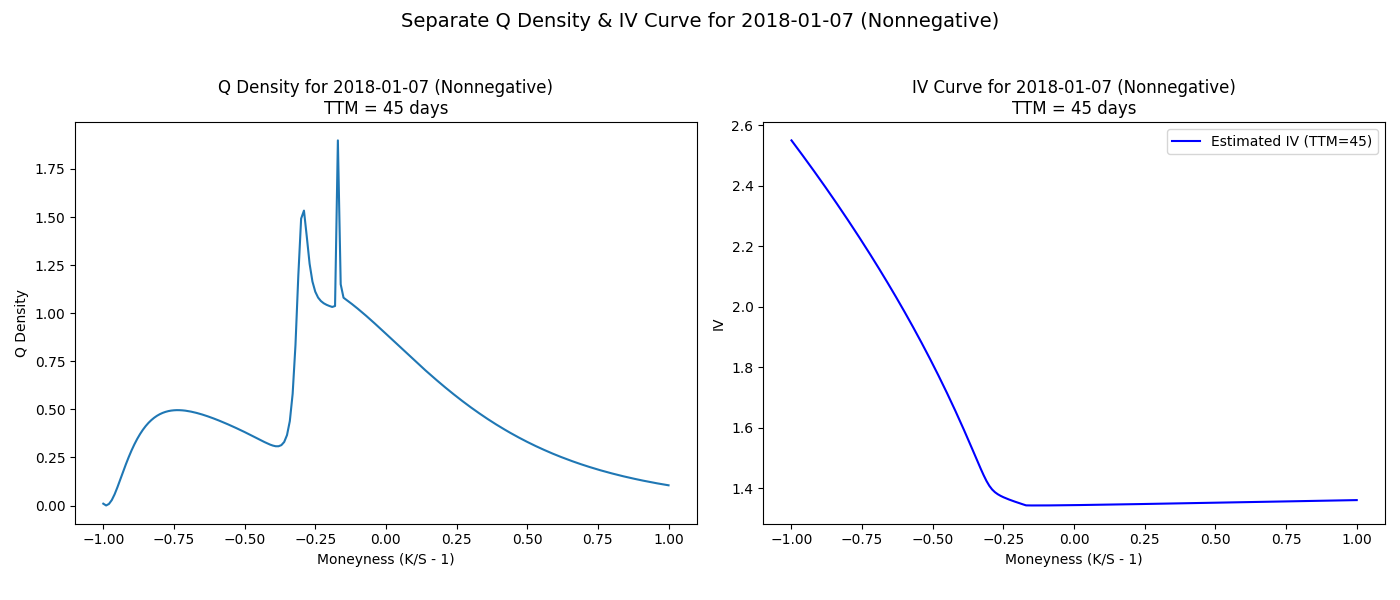 Separate Q Density & IV Curve for 2018-01-07 (Nonnegative)
Q Density for 2018-01-07 (Nonnegative)
TTM = 45 days
Q Density
1.75
1.50
1.25
1.00
0.75
0.50
0.25
0.00
−1.00 −0.75 −0.50 −0.25 0.00 0.25 0.50 0.75 1.00
Moneyness (K/S - 1)
IV Curve for 2018-01-07 (Nonnegative)
TTM = 45 days
Estimated IV (TTM=45)
IV
2.6
2.4
2.2
2.0
1.8
1.6
1.4
−1.00 −0.75 −0.50 −0.25 0.00 0.25 0.50 0.75 1.00
Moneyness (K/S - 1)